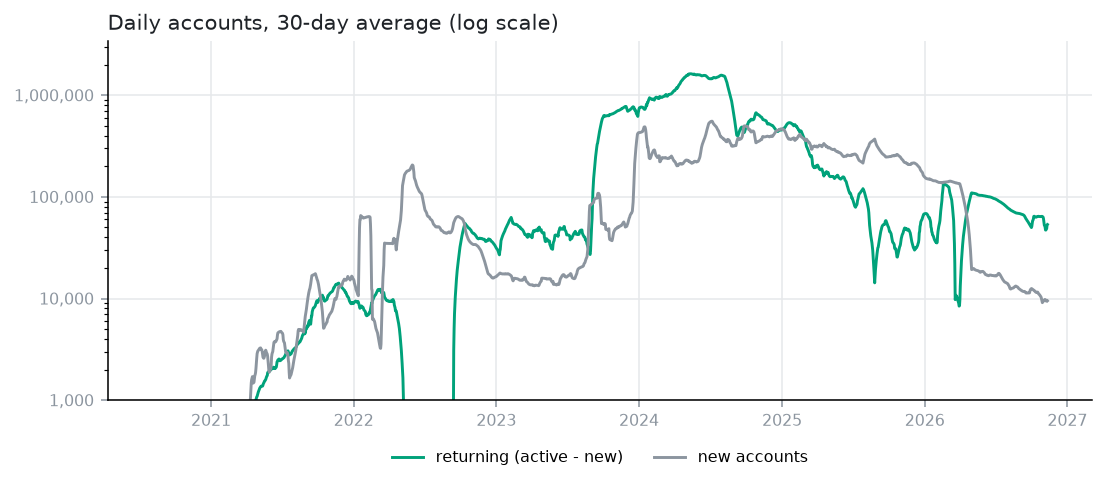 Daily accounts, 30-day average (log scale)
1,000,000
100,000
10,000
1,000
2021 2022 2023 2024 2025 2026 2027
returning (active - new) new accounts